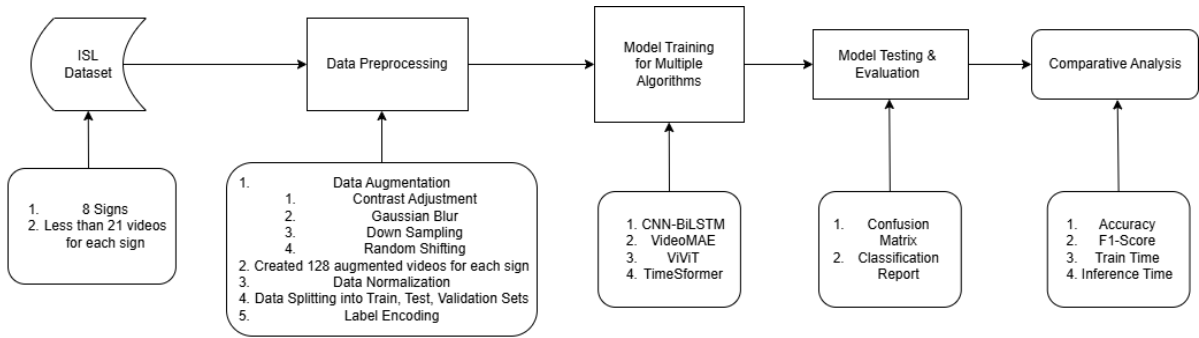 ISL
Dataset
Data Preprocessing
Model Training
for Multiple
Algorithms
Model Testing &
Evaluation
Comparative Analysis
1. 8 Signs
2. Less than 21 videos
for each sign
1. Data Augmentation
1. Contrast Adjustment
2. Gaussian Blur
3. Down Sampling
4. Random Shifting
2. Created 128 augmented videos for each sign
3. Data Normalization
4. Data Splitting into Train, Test, Validation Sets
5. Label Encoding
1. CNN-BiLSTM
2. VideoMAE
3. ViViT
4. TimeSformer
1. Confusion
Matrix
2. Classification
Report
1. Accuracy
2. F1-Score
3. Train Time
4. Inference Time